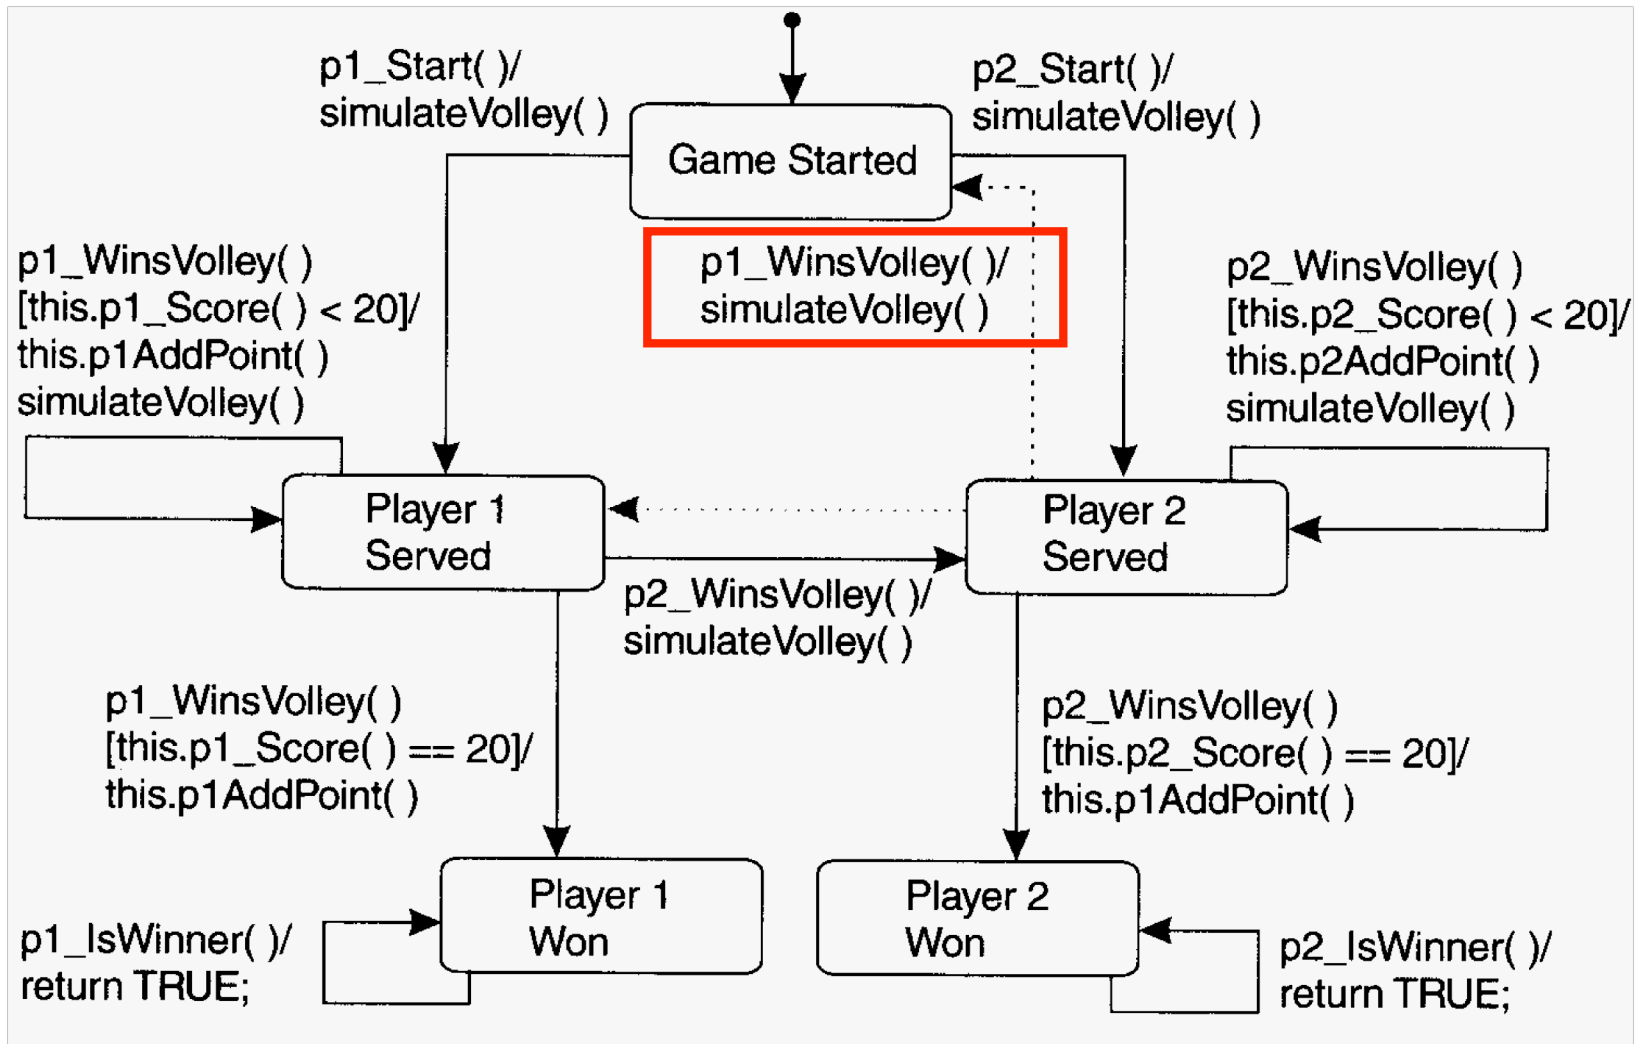 p1_Start( )/
simulateVolley( )
p2_Start( )/
simulateVolley( )
Game Started
p1_WinsVolley( )
[this.p1_Score( ) < 20]/
this.p1AddPoint( )
simulateVolley( )
p1_WinsVolley( )/
simulateVolley( )
p2_WinsVolley( )
[this.p2_Score( ) < 20]/
this.p2AddPoint( )
simulateVolley( )
Player 1
Served
Player 2
Served
p2_WinsVolley( )/
simulateVolley( )
p1_WinsVolley( )
[this.p1_Score( ) == 20]/
this.p1AddPoint( )
p2_WinsVolley( )
[this.p2_Score( ) == 20]/
this.p1AddPoint( )
Player 1
Won
Player 2
Won
p1_IsWinner( )/
return TRUE;
p2_IsWinner( )/
return TRUE;